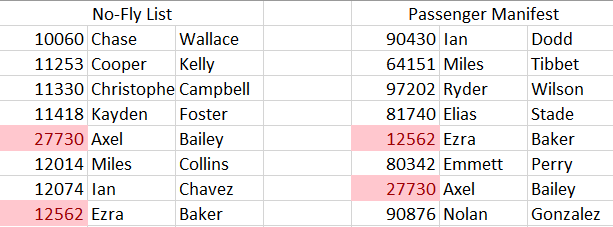 No-Fly List Passenger Manifest
10060 Chase Wallace 90430 Ian Dodd
11253 Cooper Kelly 64151 Miles Tibbet
11330 Christophe Campbell 97202 Ryder Wilson
11418 Kayden Foster 81740 Elias Stade
27730 Axel Bailey 12562 Ezra Baker
12014 Miles Collins 80342 Emmett Perry
12074 Ian Chavez 27730 Axel Bailey
12562 Ezra Baker 90876 Nolan Gonzalez